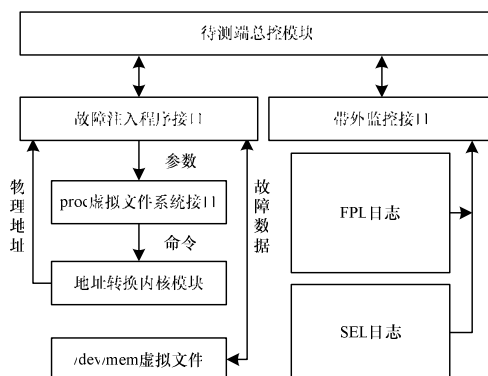 待测端总控模块
故障注入程序接口
带外监控接口
参数
物理地址
proc虚拟文件系统接口
故障数据
FPL日志
命令
地址转换内核模块
SEL日志
/dev/mem虚拟文件